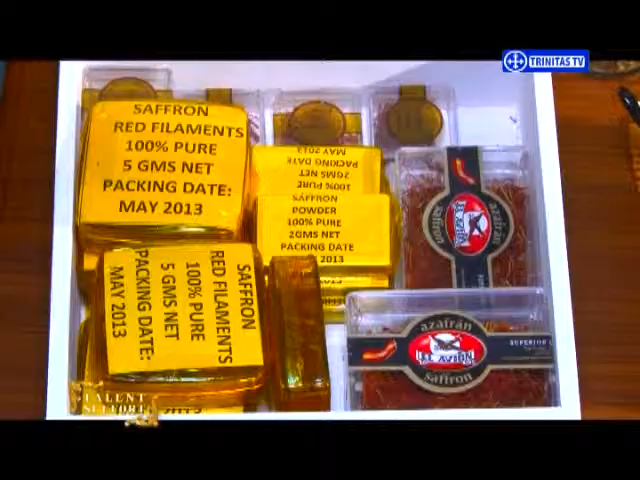 TRINITAS TV
SAFFRON
RED FILAMENTS
100% PURE
5 GMS NET
PACKING DATE:
MAY 2013
SAFFRON
POWDER
100% PURE
2GMS NET
PACKING DATE
100% PURE
2GMS NET
PACKING DATE
MAY 2013
SAFFRON
RED FILAMENTS
100% PURE
5 GMS NET
PACKING DATE:
MAY 2013
azafrán
EL AVION
saffron
azafrán
EL AVION
saffron
SUPERIOR
TALENT